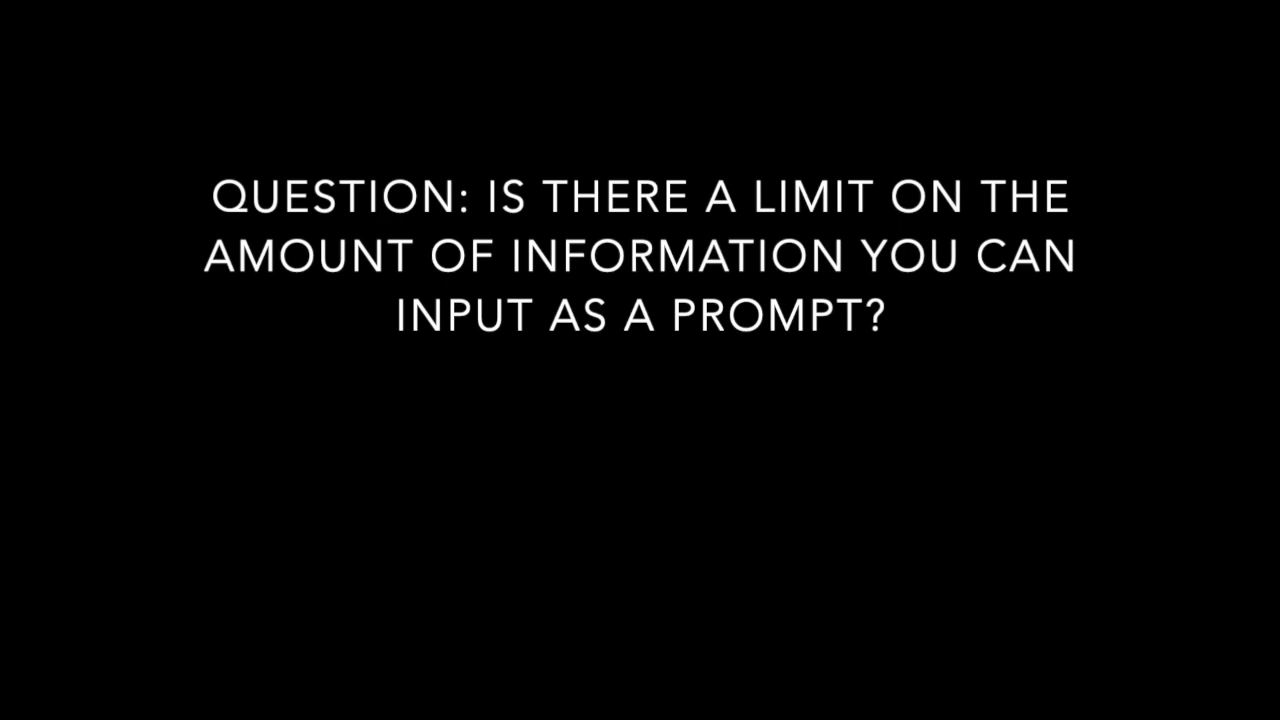 QUESTION: IS THERE A LIMIT ON THE
AMOUNT OF INFORMATION YOU CAN
INPUT AS A PROMPT?